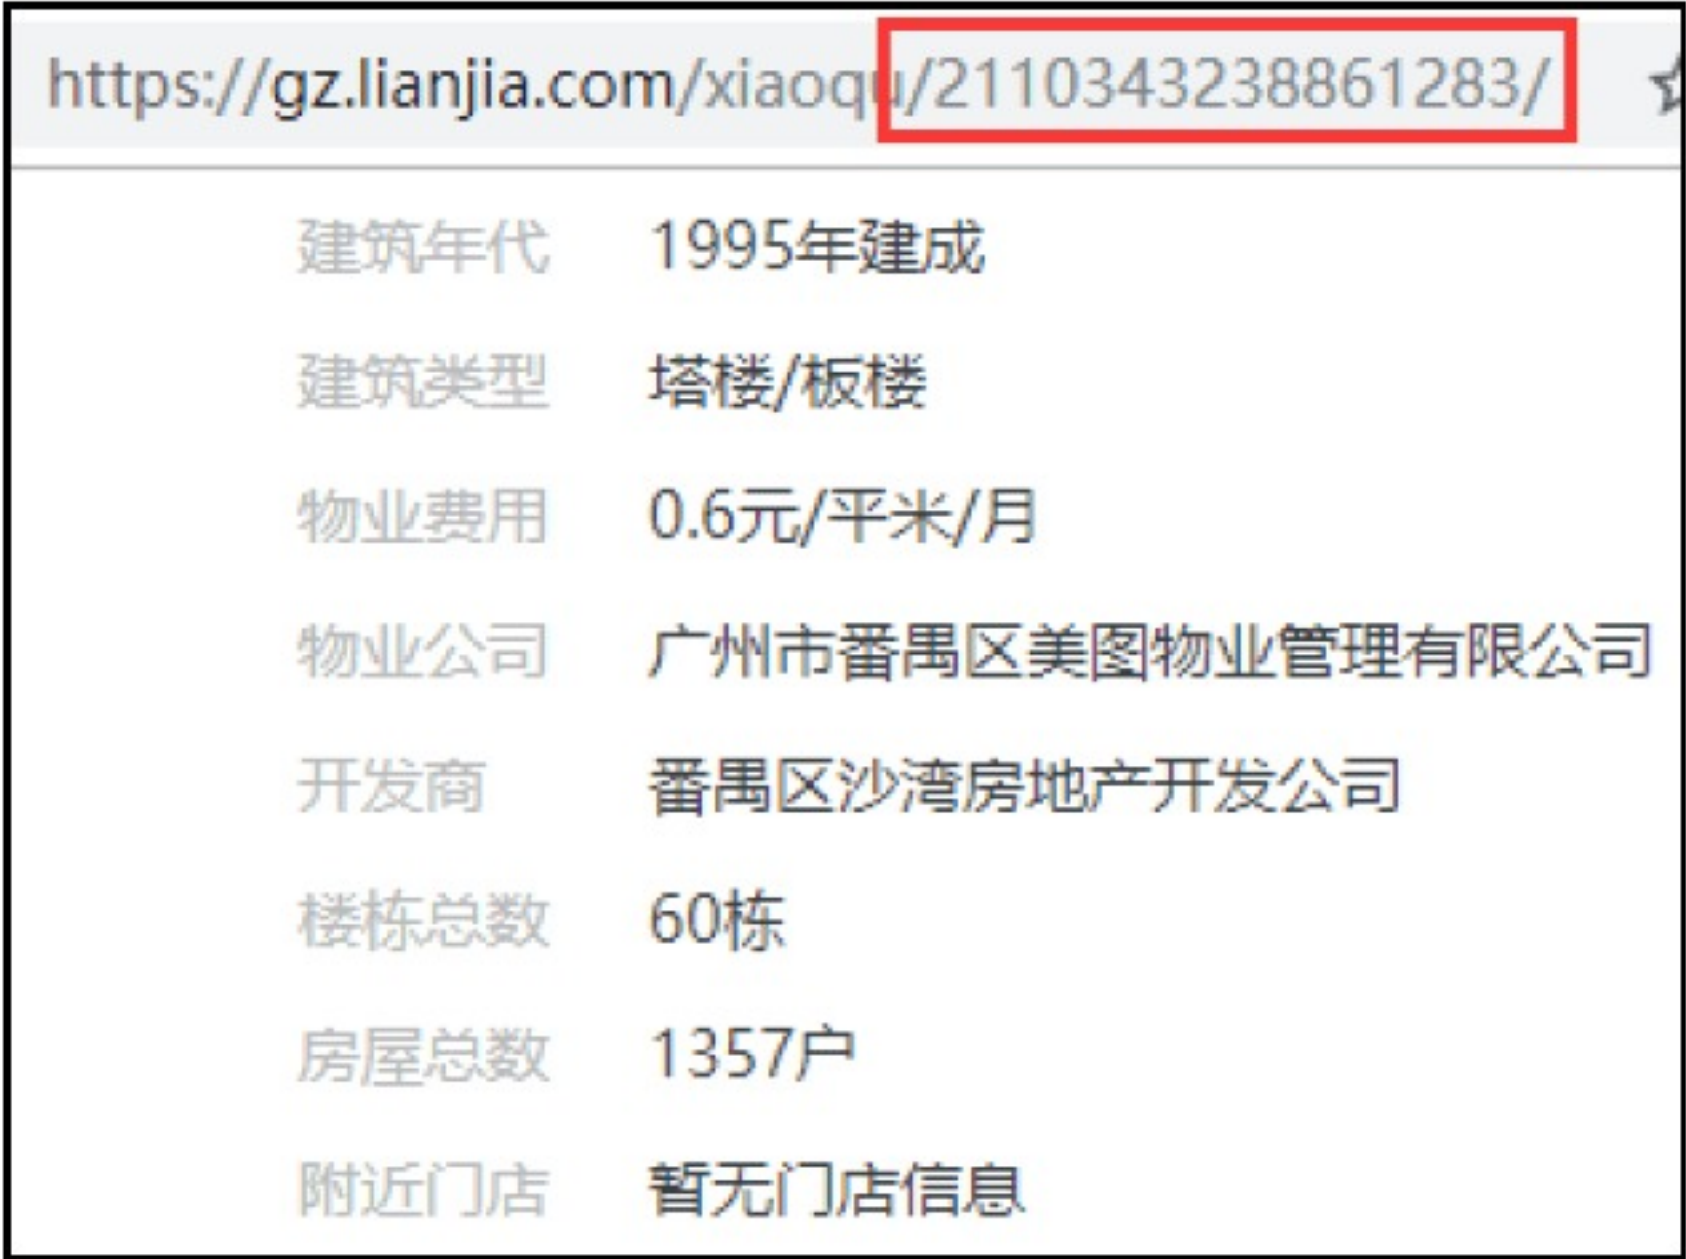 https://gz.lianjia.com/xiaoqu/2110343238861283/
建筑年代 1995年建成
建筑类型 塔楼/板楼
物业费用 0.6元/平米/月
物业公司 广州市番禺区美图物业管理有限公司
开发商 番禺区沙湾房地产开发公司
楼栋总数 60栋
房屋总数 1357户
附近门店 暂无门店信息